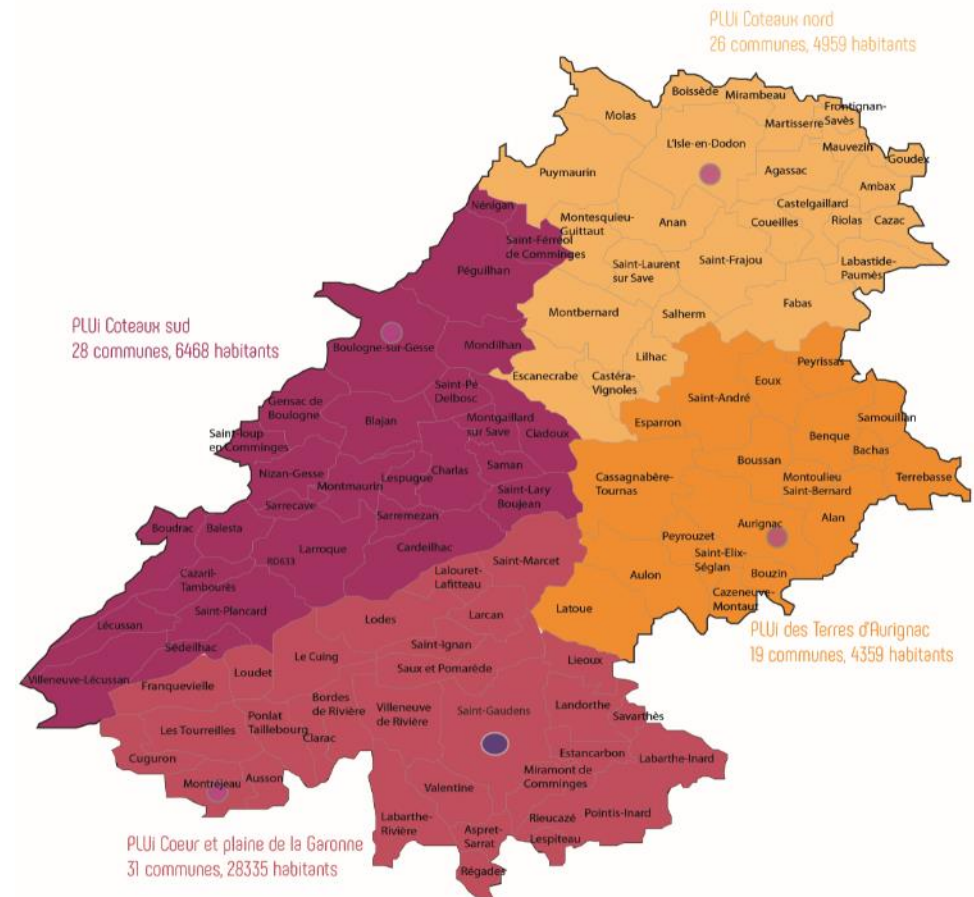 PLUi Coteaux nord
26 communes, 4959 habitants
Boissède
Mirambeau
Molas
Frontignan-
Savès
Martisserre
L'Isle-en-Dodon
Mauvezin
Goudex
Puymaurin
Agassac
Ambax
Nénigan
Castelgaillard
Montesquieu-
Guittaut
Anan
Coueilles
Riolas
Cazac
Saint-Férréol
de Comminges
Péguilhan
Saint-Laurent
sur Save
Saint-Frajou
Labastide-
Paumès
Fabas
Montbernard
Salherm
PLUi Coteaux sud
28 communes, 6468 habitants
Boulogne-sur-Gesse
Mondilhan
Lilhac
Peyrissas
Escanecrabe
Castéra-
Vignoles
Eoux
Saint-André
Saint-Pé
Delbosc
Gensac de
Boulogne
Blajan
Montgaillard
sur Save
Cladoux
Esparron
Samouillan
Saint-loup
en Comminges
Benque
Bachas
Boussan
Saman
Charlas
Lespugue
Nizan-Gesse
Montmaurin
Cassagnabère-
Tournas
Montoulieu
Saint-Bernard
Terrebasse
Saint-Lary
Boujean
Sarrecave
Sarremezan
Alan
Aurignac
Boudrac
Balesta
Peyrouzet
Larroque
Cardeilhac
RD633
Saint-Marcet
Saint-Elix-
Séglan
Bouzin
Lalouret-
Lafitteau
Aulon
Cazaril-
Tambourès
Cazeneuve-
Montaut
Saint-Plancard
Larcan
Latoue
Lodes
Lécussan
PLUi des Terres d'Aurignac
19 communes, 4359 habitants
Sédeilhac
Saint-Ignan
Le Cuing
Lieoux
Saux et Pomarède
Loudet
Villeneuve-Lécussan
Franquevielle
Bordes
de Rivière
Villeneuve
de Rivière
Saint-Gaudens
Landorthe
Savarthès
Les Tourreilles
Ponlat
Taillebourg
Clarac
Estancarbon
Labarthe-Inard
Cuguron
Miramont de
Comminges
Ausson
Montréjeau
Valentine
Labarthe-
Rivière
Rieucazé
Pointis-Inard
Aspret-
Sarrat
Lespiteau
PLUi Coeur et plaine de la Garonne
31 communes, 28335 habitants
Régades